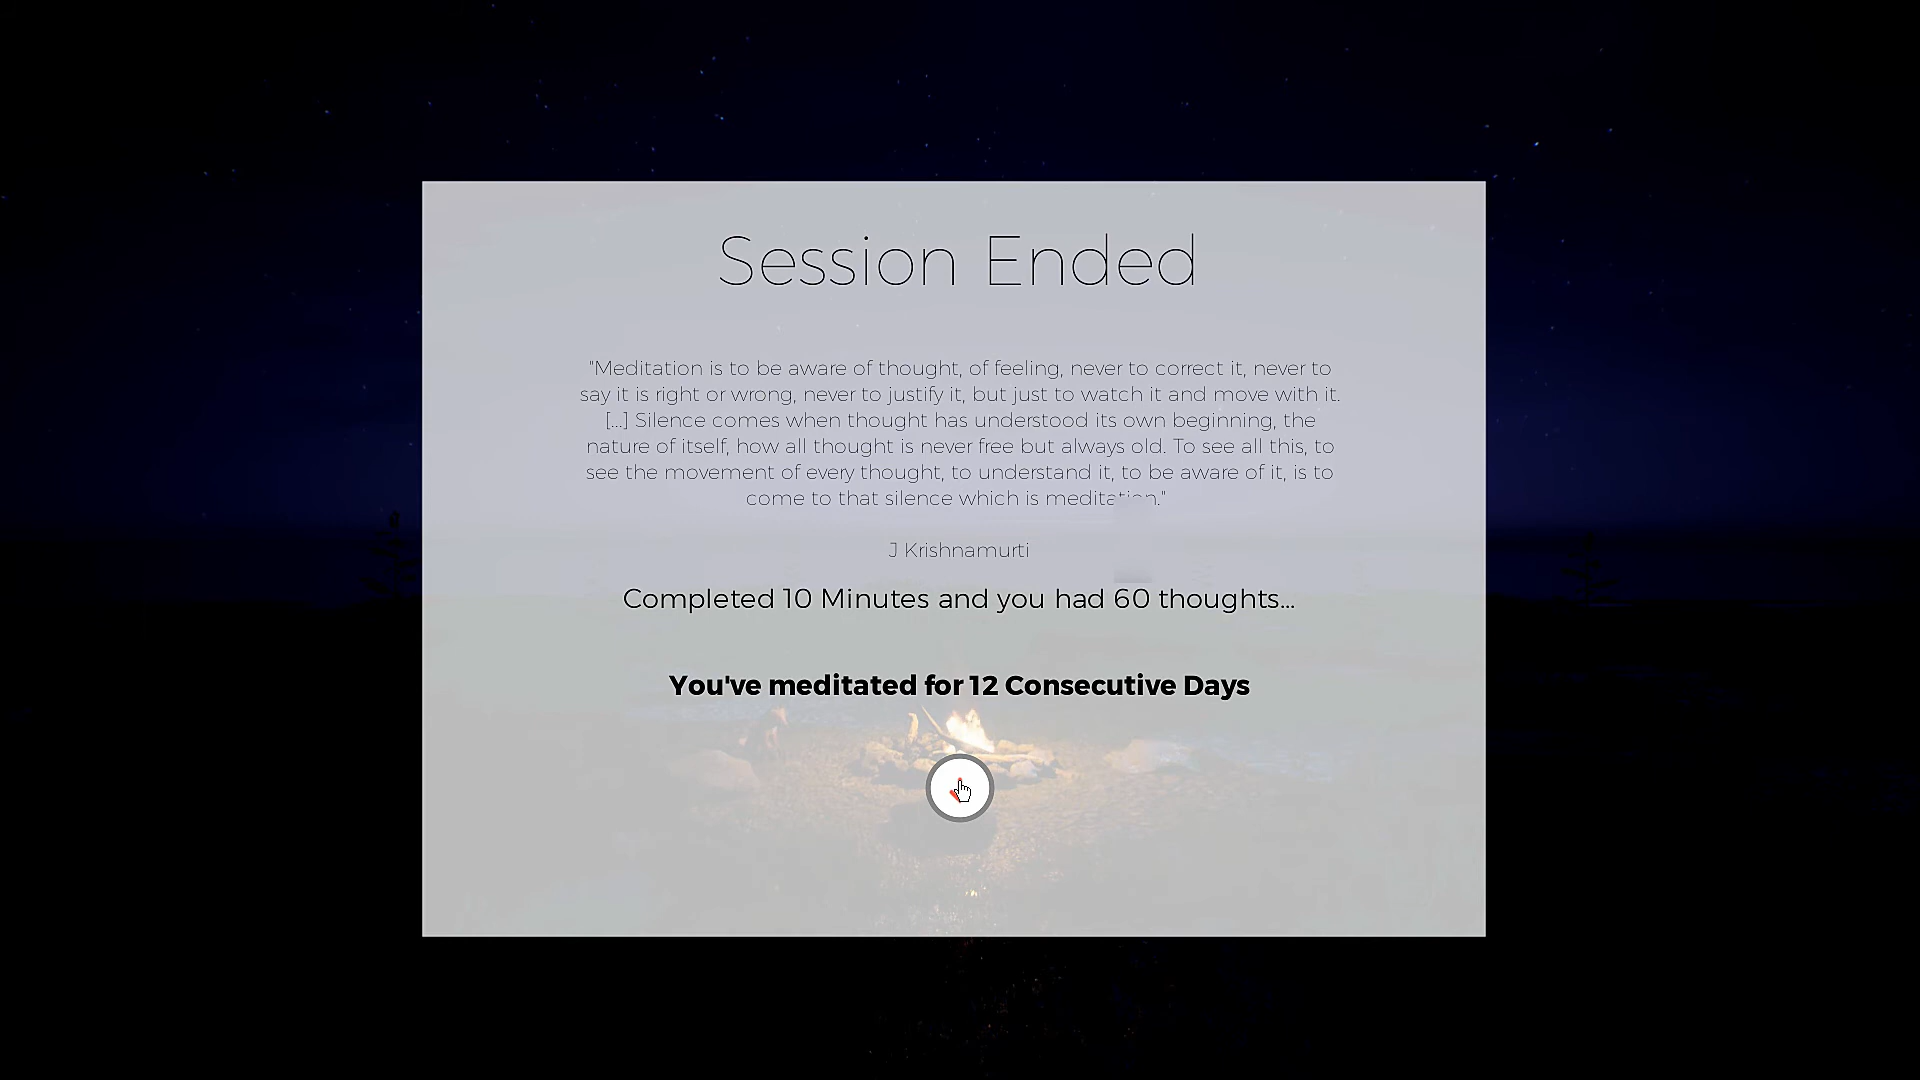 Session Ended
"Meditation is to be aware of thought, of feeling, never to correct it, never to
say it is right or wrong, never to justify it, but just to watch it and move with it.
[...] Silence comes when thought has understood its own beginning, the
nature of itself, how all thought is never free but always old. To see all this, to
see the movement of every thought, to understand it, to be aware of it, is to
come to that silence which is meditation."
J Krishnamurti
Completed 10 Minutes and you had 60 thoughts...
You've meditated for 12 Consecutive Days